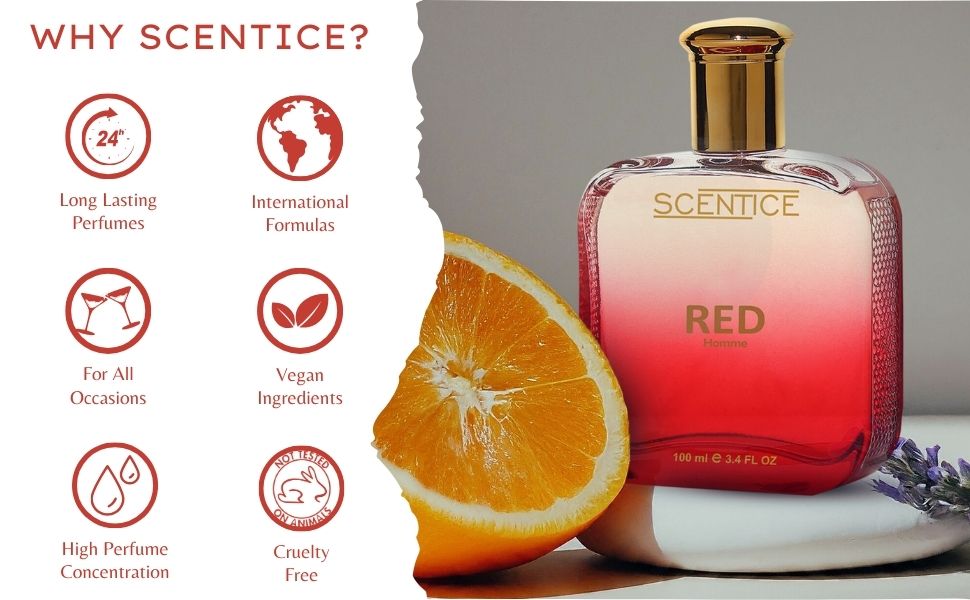 WHY SCENTICE?
24h
Long Lasting
Perfumes
International
Formulas
For All
Occasions
Vegan
Ingredients
High Perfume
Concentration
NOT TESTED
ON ANIMALS
Cruelty
Free
SCENTICE
RED
Homme
100 ml ℮ 3.4 FL OZ